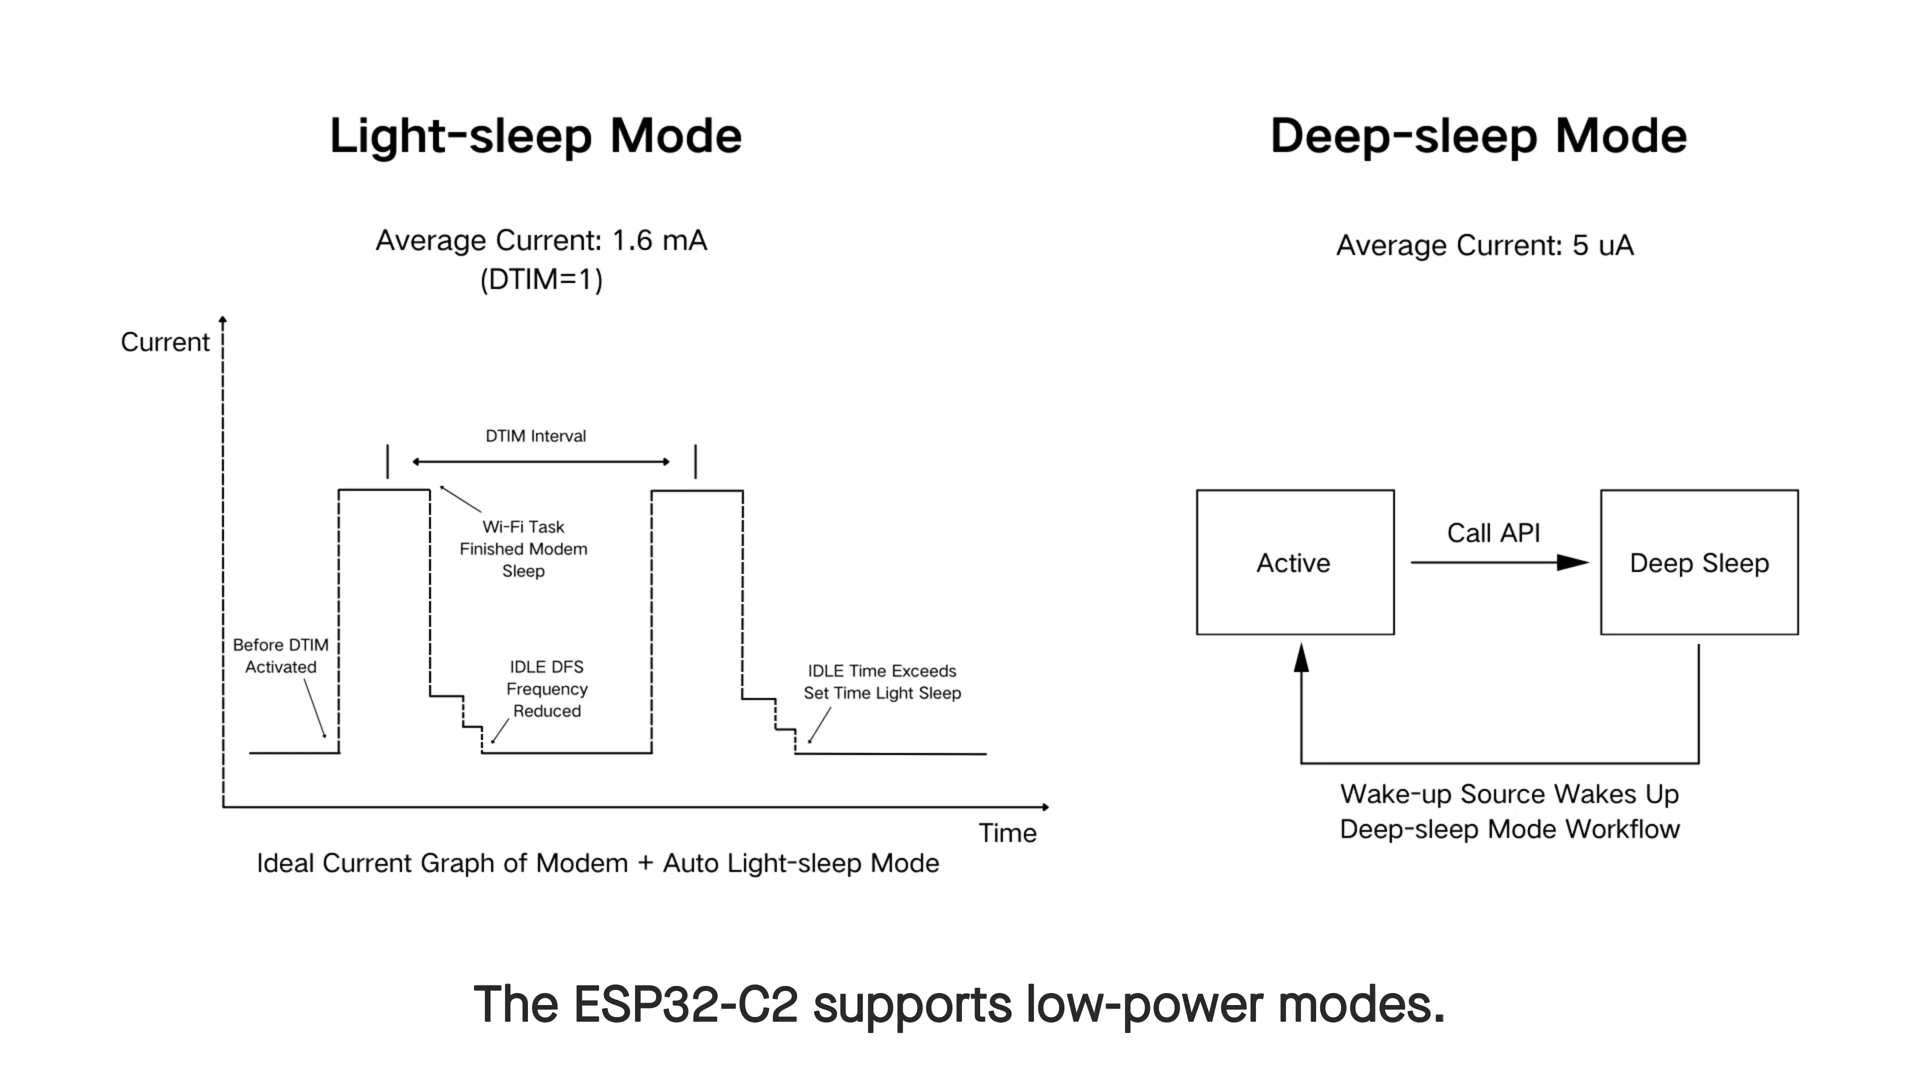 Light-sleep Mode
Average Current: 1.6 mA
(DTIM=1)
Current
DTIM Interval
Wi-Fi Task
Finished Modem
Sleep
Before DTIM
Activated
IDLE DFS
Frequency
Reduced
IDLE Time Exceeds
Set Time Light Sleep
Time
Ideal Current Graph of Modem + Auto Light-sleep Mode
Deep-sleep Mode
Average Current: 5 uA
Active
Call API
Deep Sleep
Wake-up Source Wakes Up
Deep-sleep Mode Workflow
The ESP32-C2 supports low-power modes.